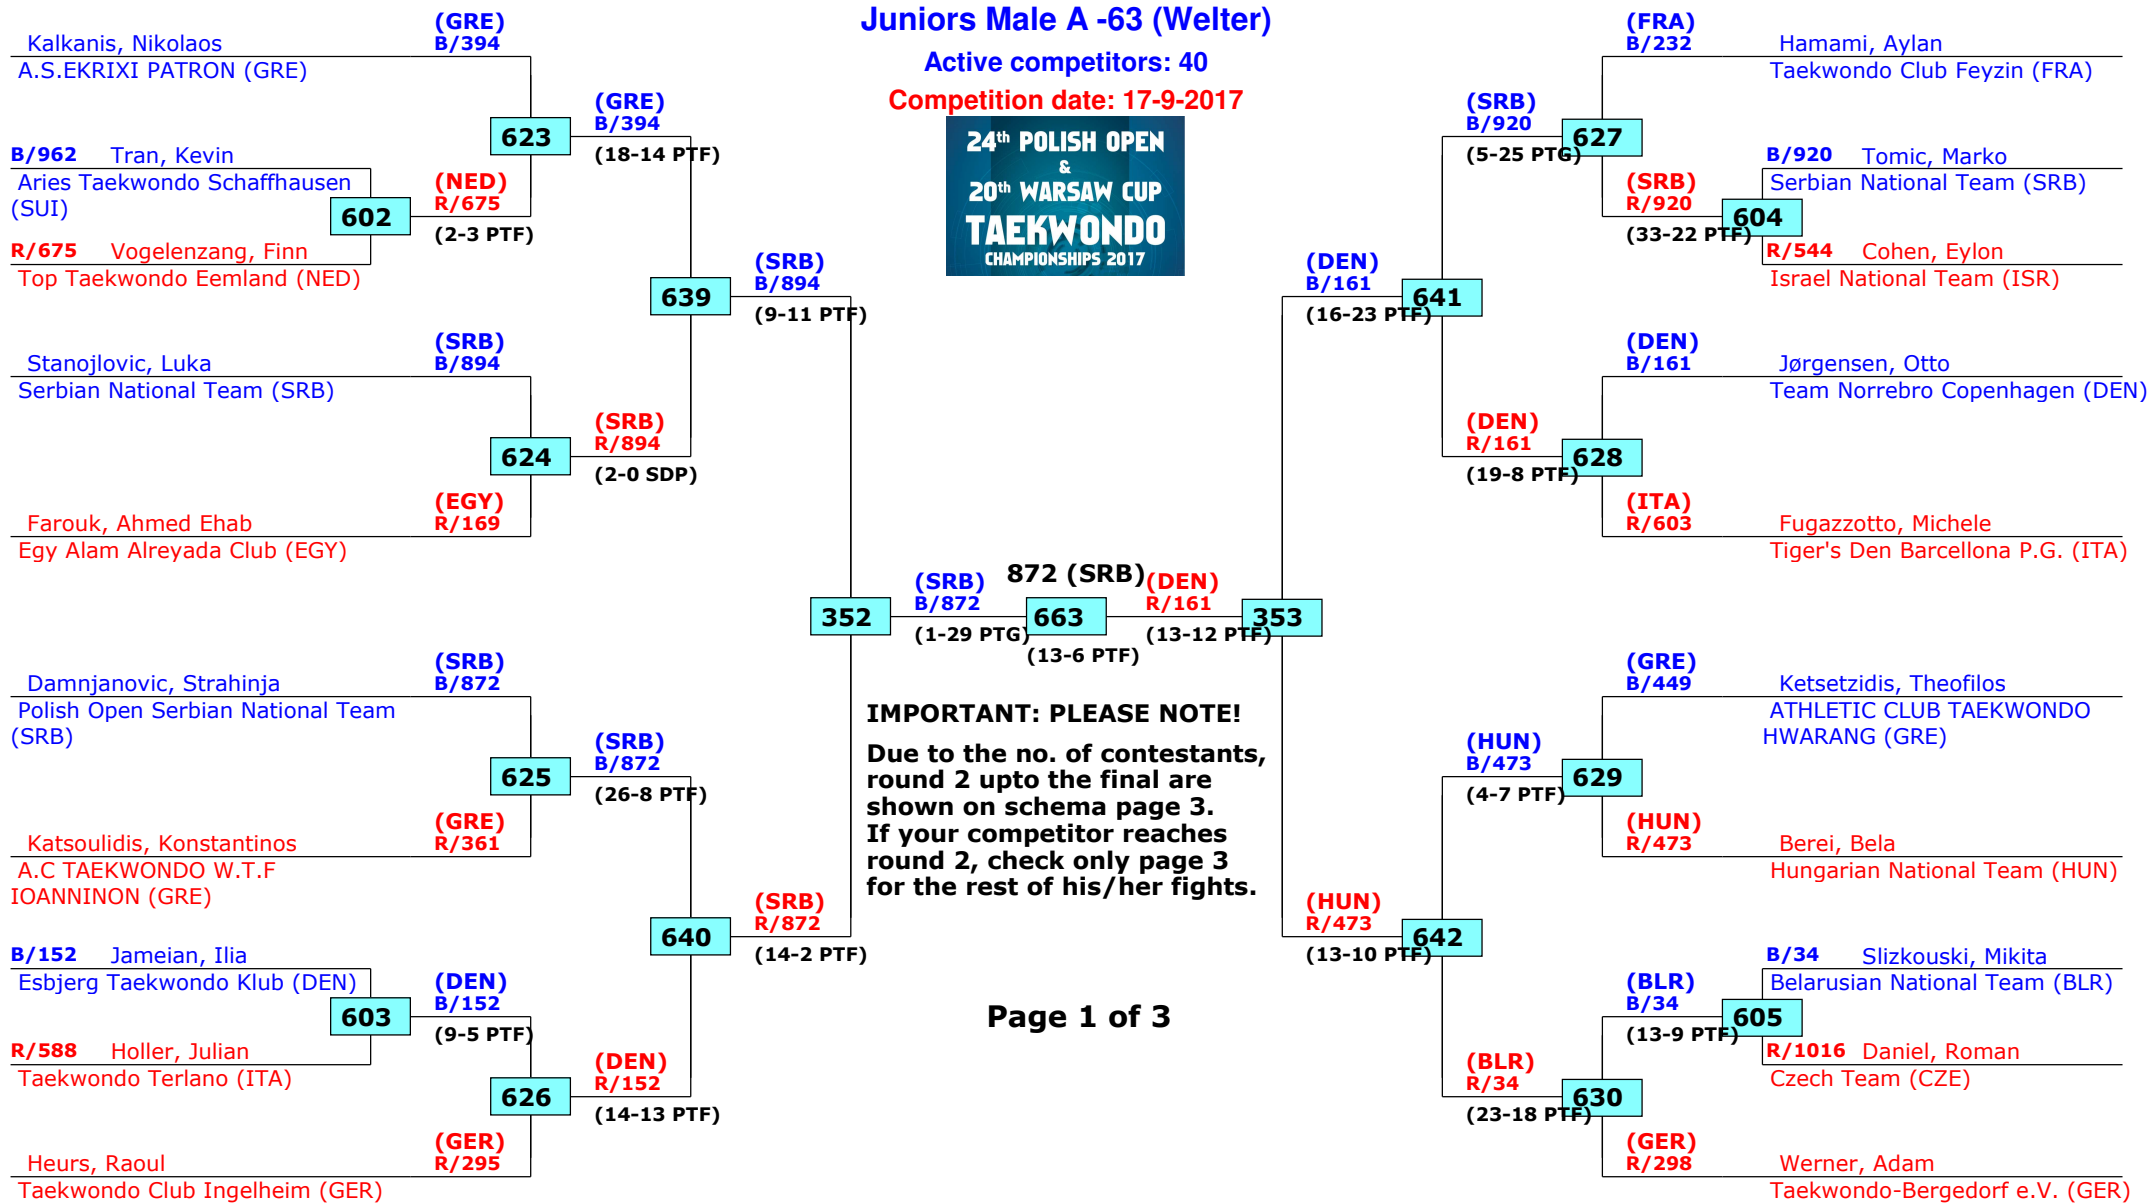 Juniors Male A -63 (Welter)
Active competitors: 40
Competition date: 17-9-2017
24th POLISH OPEN
&
20th WARSAW CUP
TAEKWONDO
CHAMPIONSHIPS 2017
(GRE)
B/394
Kalkanis, Nikolaos
A.S.EKRIXI PATRON (GRE)
623
(GRE)
B/394
(18-14 PTF)
B/962 Tran, Kevin
Aries Taekwondo Schaffhausen
(SUI)
602
(NED)
R/675
(2-3 PTF)
R/675 Vogelenzang, Finn
Top Taekwondo Eemland (NED)
639
(SRB)
B/894
(9-11 PTF)
(SRB)
B/894
Stanojlovic, Luka
Serbian National Team (SRB)
624
(SRB)
R/894
(2-0 SDP)
(EGY)
R/169
Farouk, Ahmed Ehab
Egy Alam Alreyada Club (EGY)
352
(SRB)
B/872
(1-29 PTG)
872 (SRB)
663
(13-6 PTF)
(DEN)
R/161
(13-12 PTF)
353
(SRB)
B/872
Damnjanovic, Strahinja
Polish Open Serbian National Team
(SRB)
625
(SRB)
B/872
(26-8 PTF)
(GRE)
R/361
Katsoulidis, Konstantinos
A.C TAEKWONDO W.T.F
IOANNINON (GRE)
640
(SRB)
R/872
(14-2 PTF)
B/152 Jameian, Ilia
Esbjerg Taekwondo Klub (DEN)
603
(DEN)
B/152
(9-5 PTF)
R/588 Holler, Julian
Taekwondo Terlano (ITA)
626
(DEN)
R/152
(14-13 PTF)
(GER)
R/295
Heurs, Raoul
Taekwondo Club Ingelheim (GER)
IMPORTANT: PLEASE NOTE!
Due to the no. of contestants,
round 2 upto the final are
shown on schema page 3.
If your competitor reaches
round 2, check only page 3
for the rest of his/her fights.
Page 1 of 3
(FRA)
B/232
Hamami, Aylan
Taekwondo Club Feyzin (FRA)
(SRB)
B/920
(5-25 PTG)
627
B/920 Tomic, Marko
Serbian National Team (SRB)
(SRB)
R/920
(33-22 PTF)
604
R/544 Cohen, Eylon
Israel National Team (ISR)
(DEN)
B/161
(16-23 PTF)
641
(DEN)
B/161
Jørgensen, Otto
Team Norrebro Copenhagen (DEN)
(DEN)
R/161
(19-8 PTF)
628
(ITA)
R/603
Fugazzotto, Michele
Tiger's Den Barcellona P.G. (ITA)
(GRE)
B/449
Ketsetzidis, Theofilos
ATHLETIC CLUB TAEKWONDO
HWARANG (GRE)
(HUN)
B/473
(4-7 PTF)
629
(HUN)
R/473
Berei, Bela
Hungarian National Team (HUN)
(HUN)
R/473
(13-10 PTF)
642
B/34 Slizkouski, Mikita
Belarusian National Team (BLR)
(BLR)
B/34
(13-9 PTF)
605
R/1016 Daniel, Roman
Czech Team (CZE)
(BLR)
R/34
(23-18 PTF)
630
(GER)
R/298
Werner, Adam
Taekwondo-Bergedorf e.V. (GER)